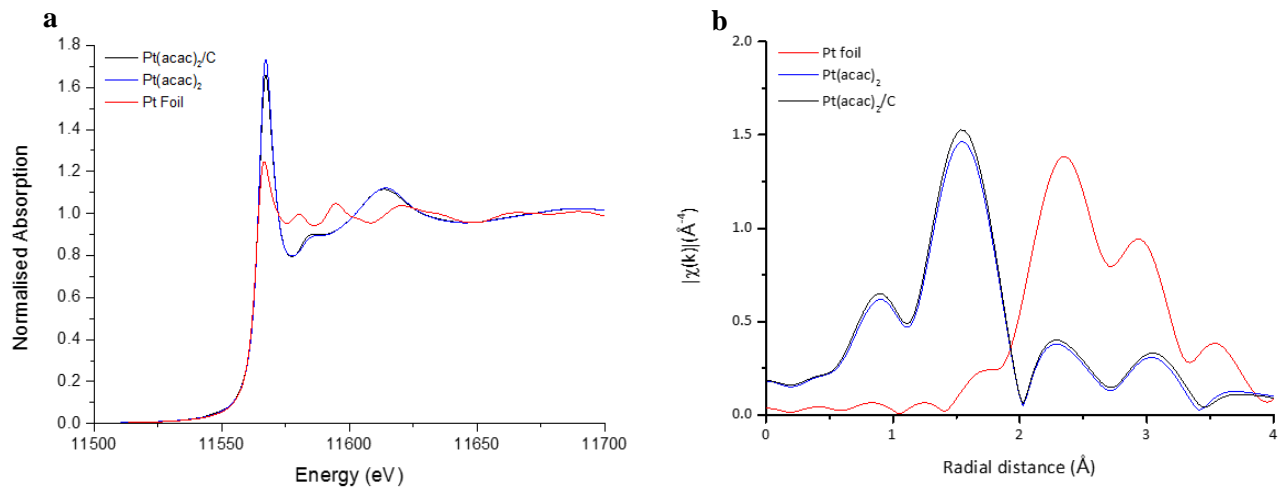 a
Normalised Absorption
1.8
1.6
1.4
1.2
1.0
0.8
0.6
0.4
0.2
0.0
Pt(acac)₂/C
Pt(acac)₂
Pt Foil
11500 11550 11600 11650 11700
Energy (eV)
b
|χ(k)|(Å⁻⁴)
2.0
1.5
1.0
0.5
0.0
Pt foil
Pt(acac)₂
Pt(acac)₂/C
0 1 2 3 4
Radial distance (Å)